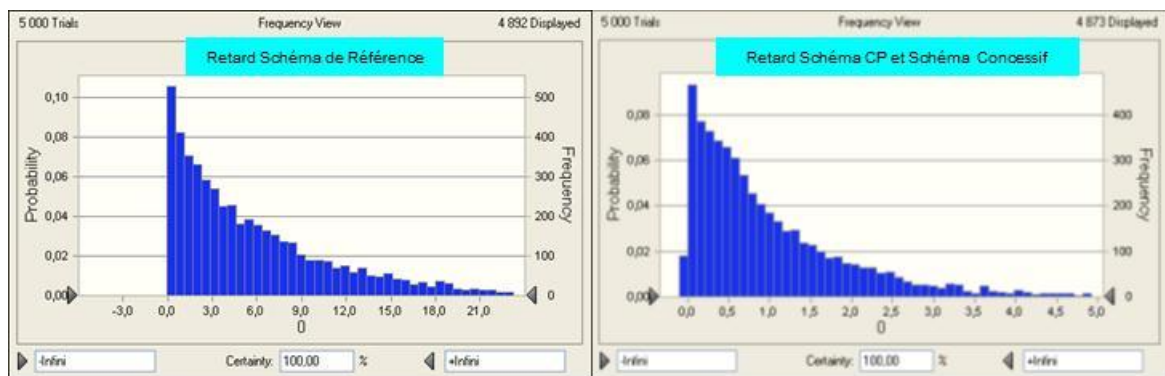 5 000 Trials Frequency View 4 892 Displayed
Retard Schéma de Référence
0,10
0,08
0,06
0,04
0,02
0,00
Probability
500
400
300
200
100
0
Frequency
-3,0 0,0 3,0 6,0 9,0 12,0 15,0 18,0 21,0
0
-Infini Certainty: 100,00 % +Infini
5 000 Trials Frequency View 4 873 Displayed
Retard Schéma CP et Schéma Concessif
0,08
0,06
0,04
0,02
0,00
Probability
400
300
200
100
0
Frequency
0,0 0,5 1,0 1,5 2,0 2,5 3,0 3,5 4,0 4,5 5,0
0
-Infini Certainty: 100,00 % +Infini